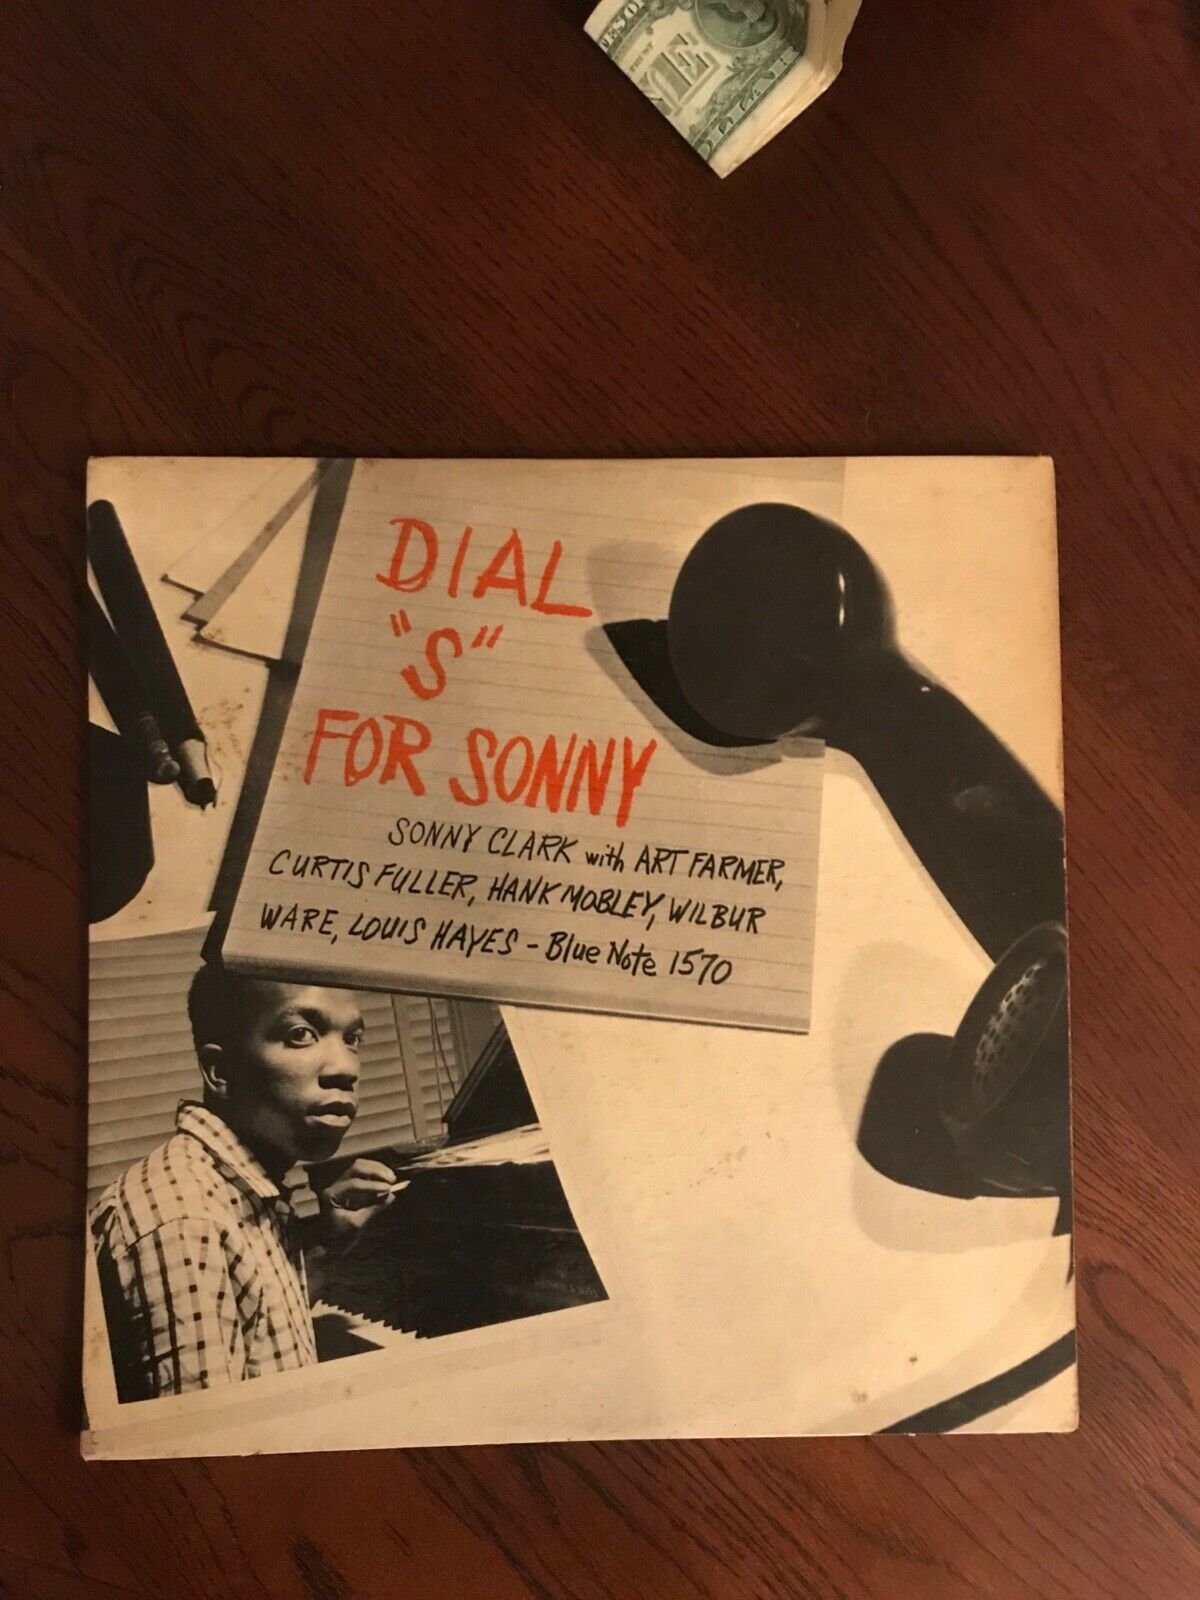 ONE
DIAL
"S"
FOR SONNY
SONNY CLARK with ART FARMER,
CURTIS FULLER, HANK MOBLEY, WILBUR
WARE, LOUIS HAYES - Blue Note 1570